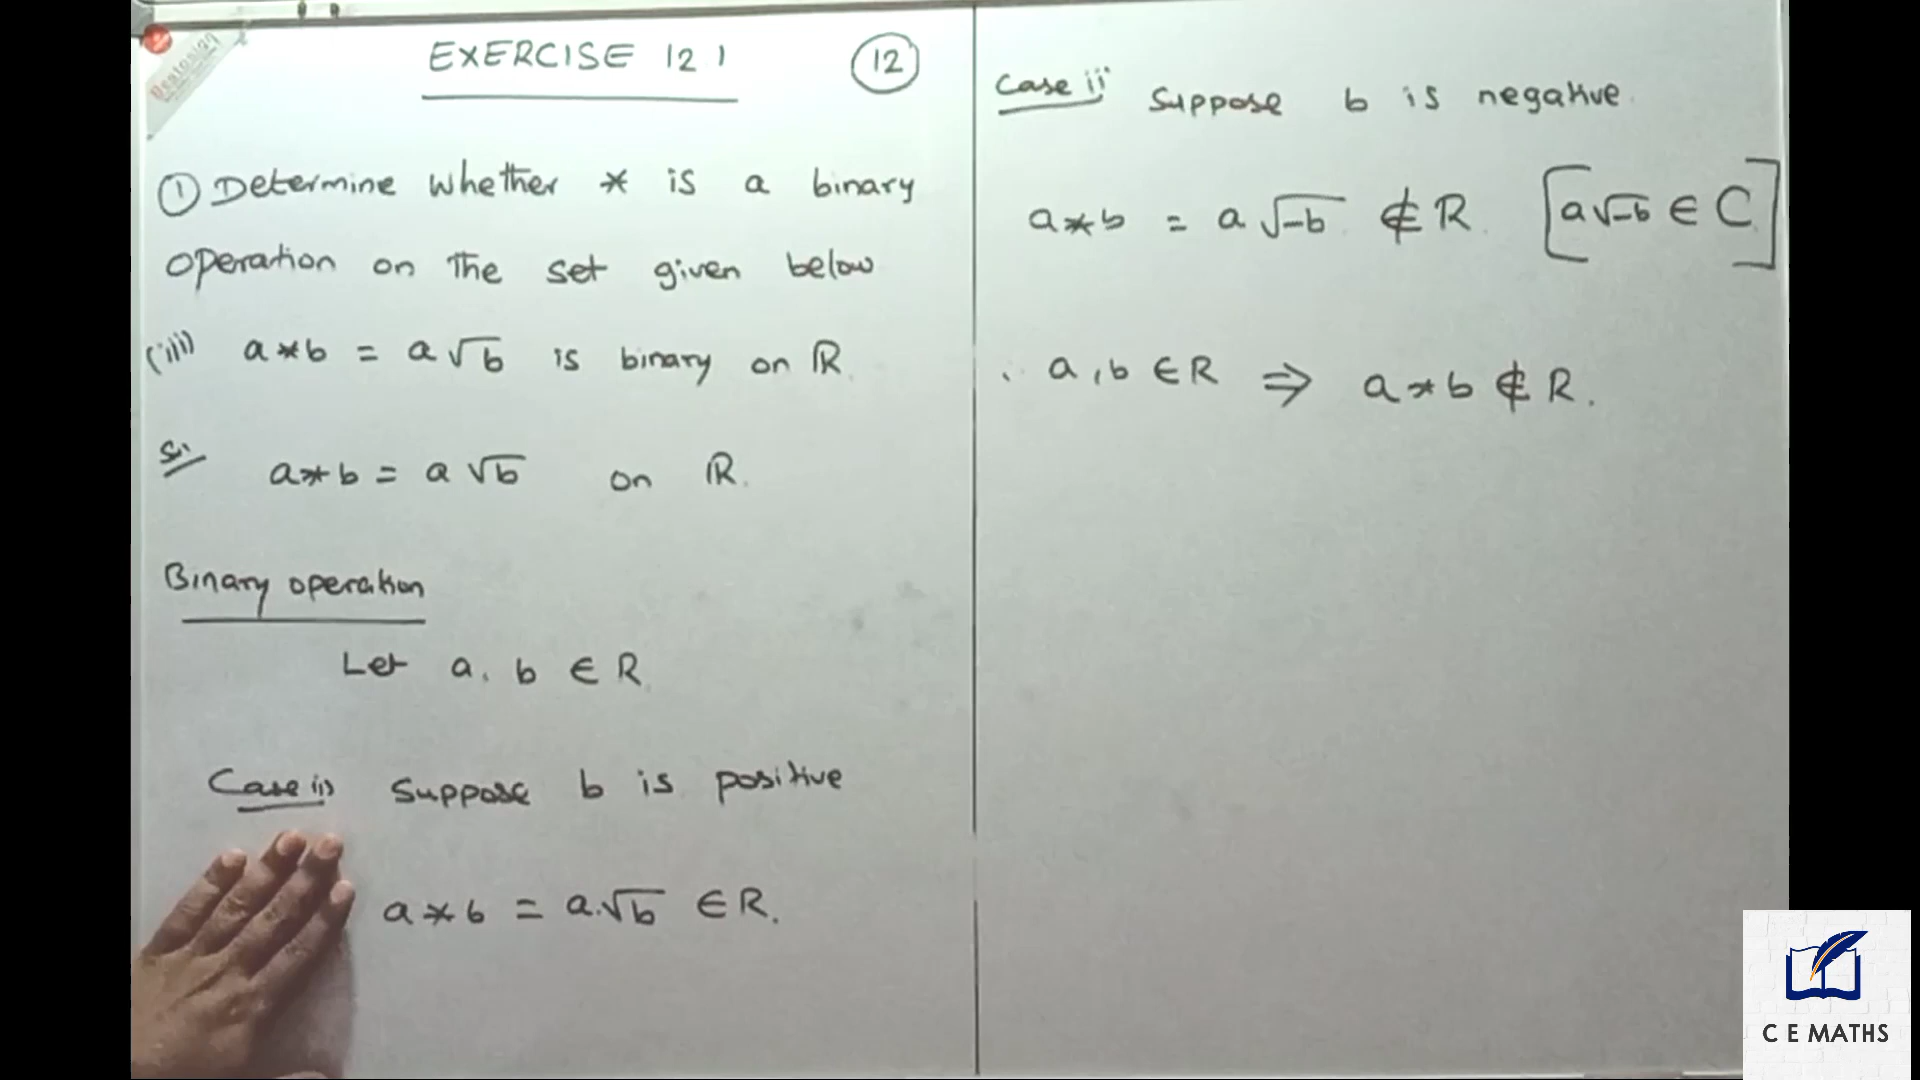 EXERCISE 12 1
12
① Determine whether * is a binary
operation on the set given below
(iii) a*b = a√b is binary on ℝ.
Sol
a*b = a√b on ℝ.
Binary operation
Let a, b ∈ R.
Case (i) Suppose b is positive
a*b = a.√b ∈ R.
Case ii Suppose b is negative.
a*b = a√-b ∉ R. [a√-b ∈ C]
∴ a, b ∈ R ⇒ a*b ∉ R.
C E MATHS